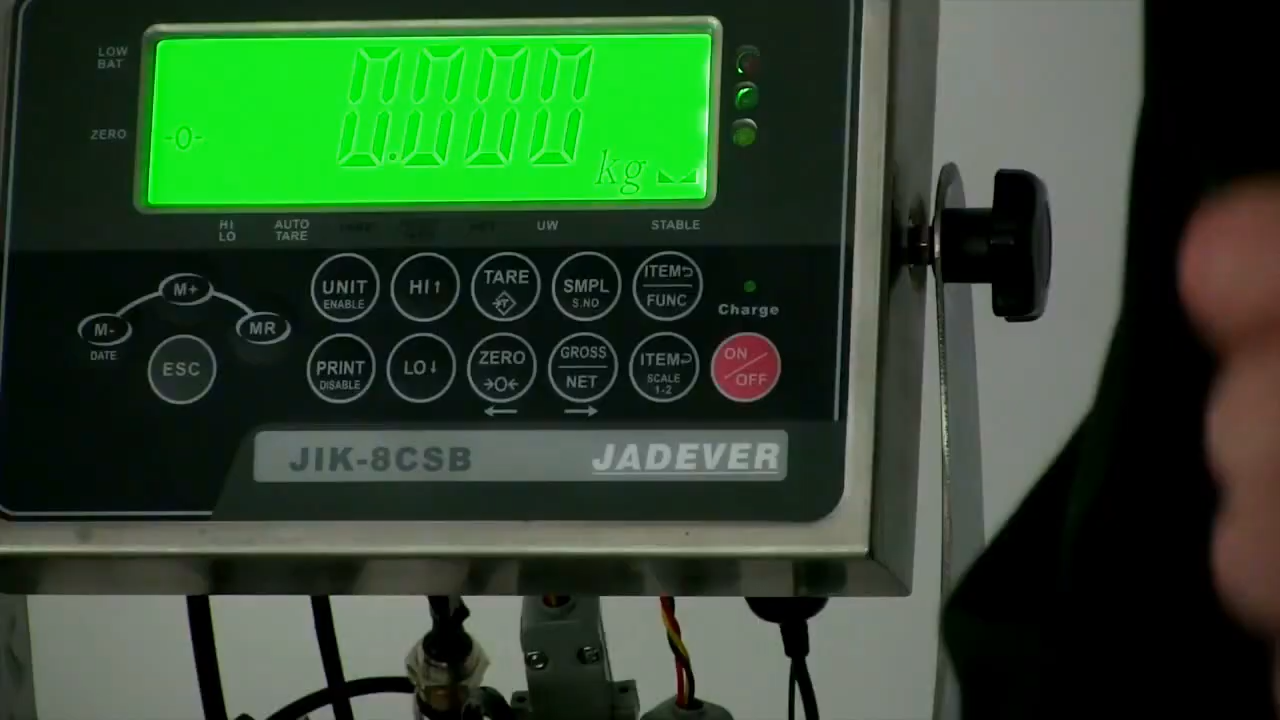 LOW
BAT
0.000
ZERO
-0-
kg
HI
LO
AUTO
TARE
UW
STABLE
M+
M-
MR
DATE
ESC
UNIT
ENABLE
HI↑
TARE
→T←
SMPL
S.NO
ITEM
FUNC
Charge
PRINT
DISABLE
LO↓
ZERO
→0←
GROSS
NET
ITEM
SCALE
1-2
ON
OFF
JIK-8CSB
JADEVER